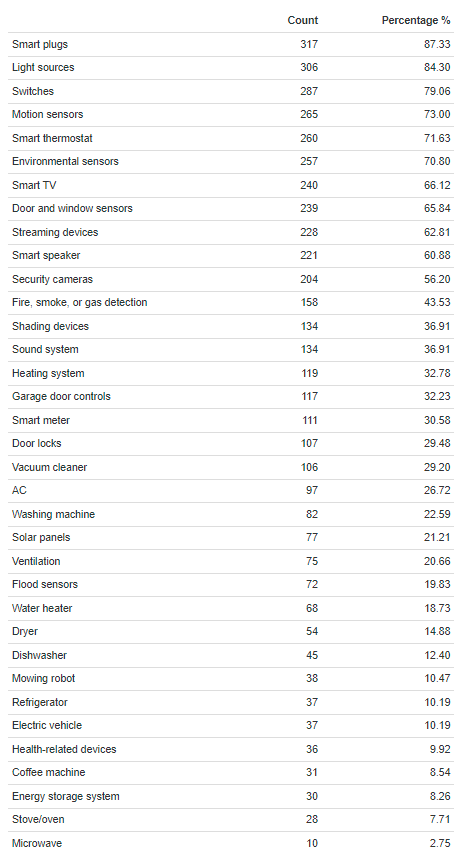 Count Percentage %
Smart plugs 317 87.33
Light sources 306 84.30
Switches 287 79.06
Motion sensors 265 73.00
Smart thermostat 260 71.63
Environmental sensors 257 70.80
Smart TV 240 66.12
Door and window sensors 239 65.84
Streaming devices 228 62.81
Smart speaker 221 60.88
Security cameras 204 56.20
Fire, smoke, or gas detection 158 43.53
Shading devices 134 36.91
Sound system 134 36.91
Heating system 119 32.78
Garage door controls 117 32.23
Smart meter 111 30.58
Door locks 107 29.48
Vacuum cleaner 106 29.20
AC 97 26.72
Washing machine 82 22.59
Solar panels 77 21.21
Ventilation 75 20.66
Flood sensors 72 19.83
Water heater 68 18.73
Dryer 54 14.88
Dishwasher 45 12.40
Mowing robot 38 10.47
Refrigerator 37 10.19
Electric vehicle 37 10.19
Health-related devices 36 9.92
Coffee machine 31 8.54
Energy storage system 30 8.26
Stove/oven 28 7.71
Microwave 10 2.75